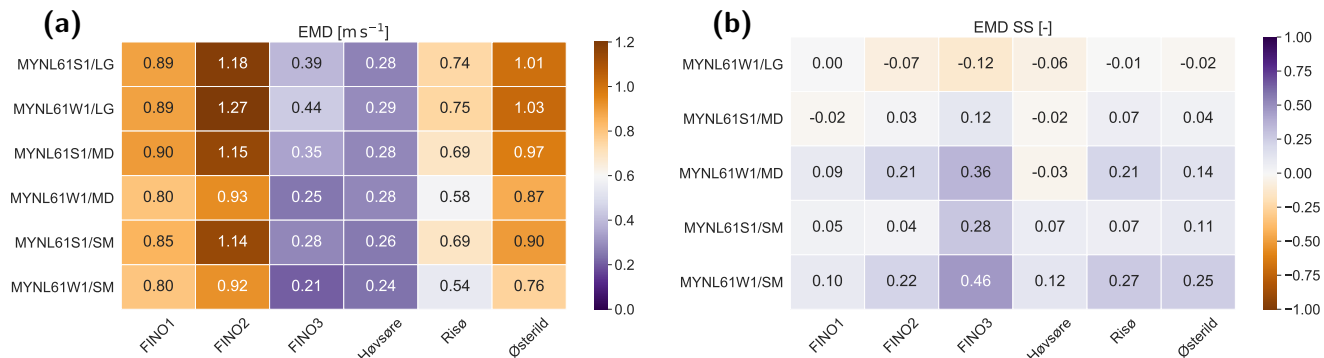 (a)
EMD [m s⁻¹]
MYNL61S1/LG 0.89 1.18 0.39 0.28 0.74 1.01
MYNL61W1/LG 0.89 1.27 0.44 0.29 0.75 1.03
MYNL61S1/MD 0.90 1.15 0.35 0.28 0.69 0.97
MYNL61W1/MD 0.80 0.93 0.25 0.28 0.58 0.87
MYNL61S1/SM 0.85 1.14 0.28 0.26 0.69 0.90
MYNL61W1/SM 0.80 0.92 0.21 0.24 0.54 0.76
FINO1 FINO2 FINO3 Høvsøre Risø Østerild
1.2
1.0
0.8
0.6
0.4
0.2
0.0
(b)
EMD SS [-]
MYNL61W1/LG 0.00 -0.07 -0.12 -0.06 -0.01 -0.02
MYNL61S1/MD -0.02 0.03 0.12 -0.02 0.07 0.04
MYNL61W1/MD 0.09 0.21 0.36 -0.03 0.21 0.14
MYNL61S1/SM 0.05 0.04 0.28 0.07 0.07 0.11
MYNL61W1/SM 0.10 0.22 0.46 0.12 0.27 0.25
FINO1 FINO2 FINO3 Høvsøre Risø Østerild
1.00
0.75
0.50
0.25
0.00
−0.25
−0.50
−0.75
−1.00